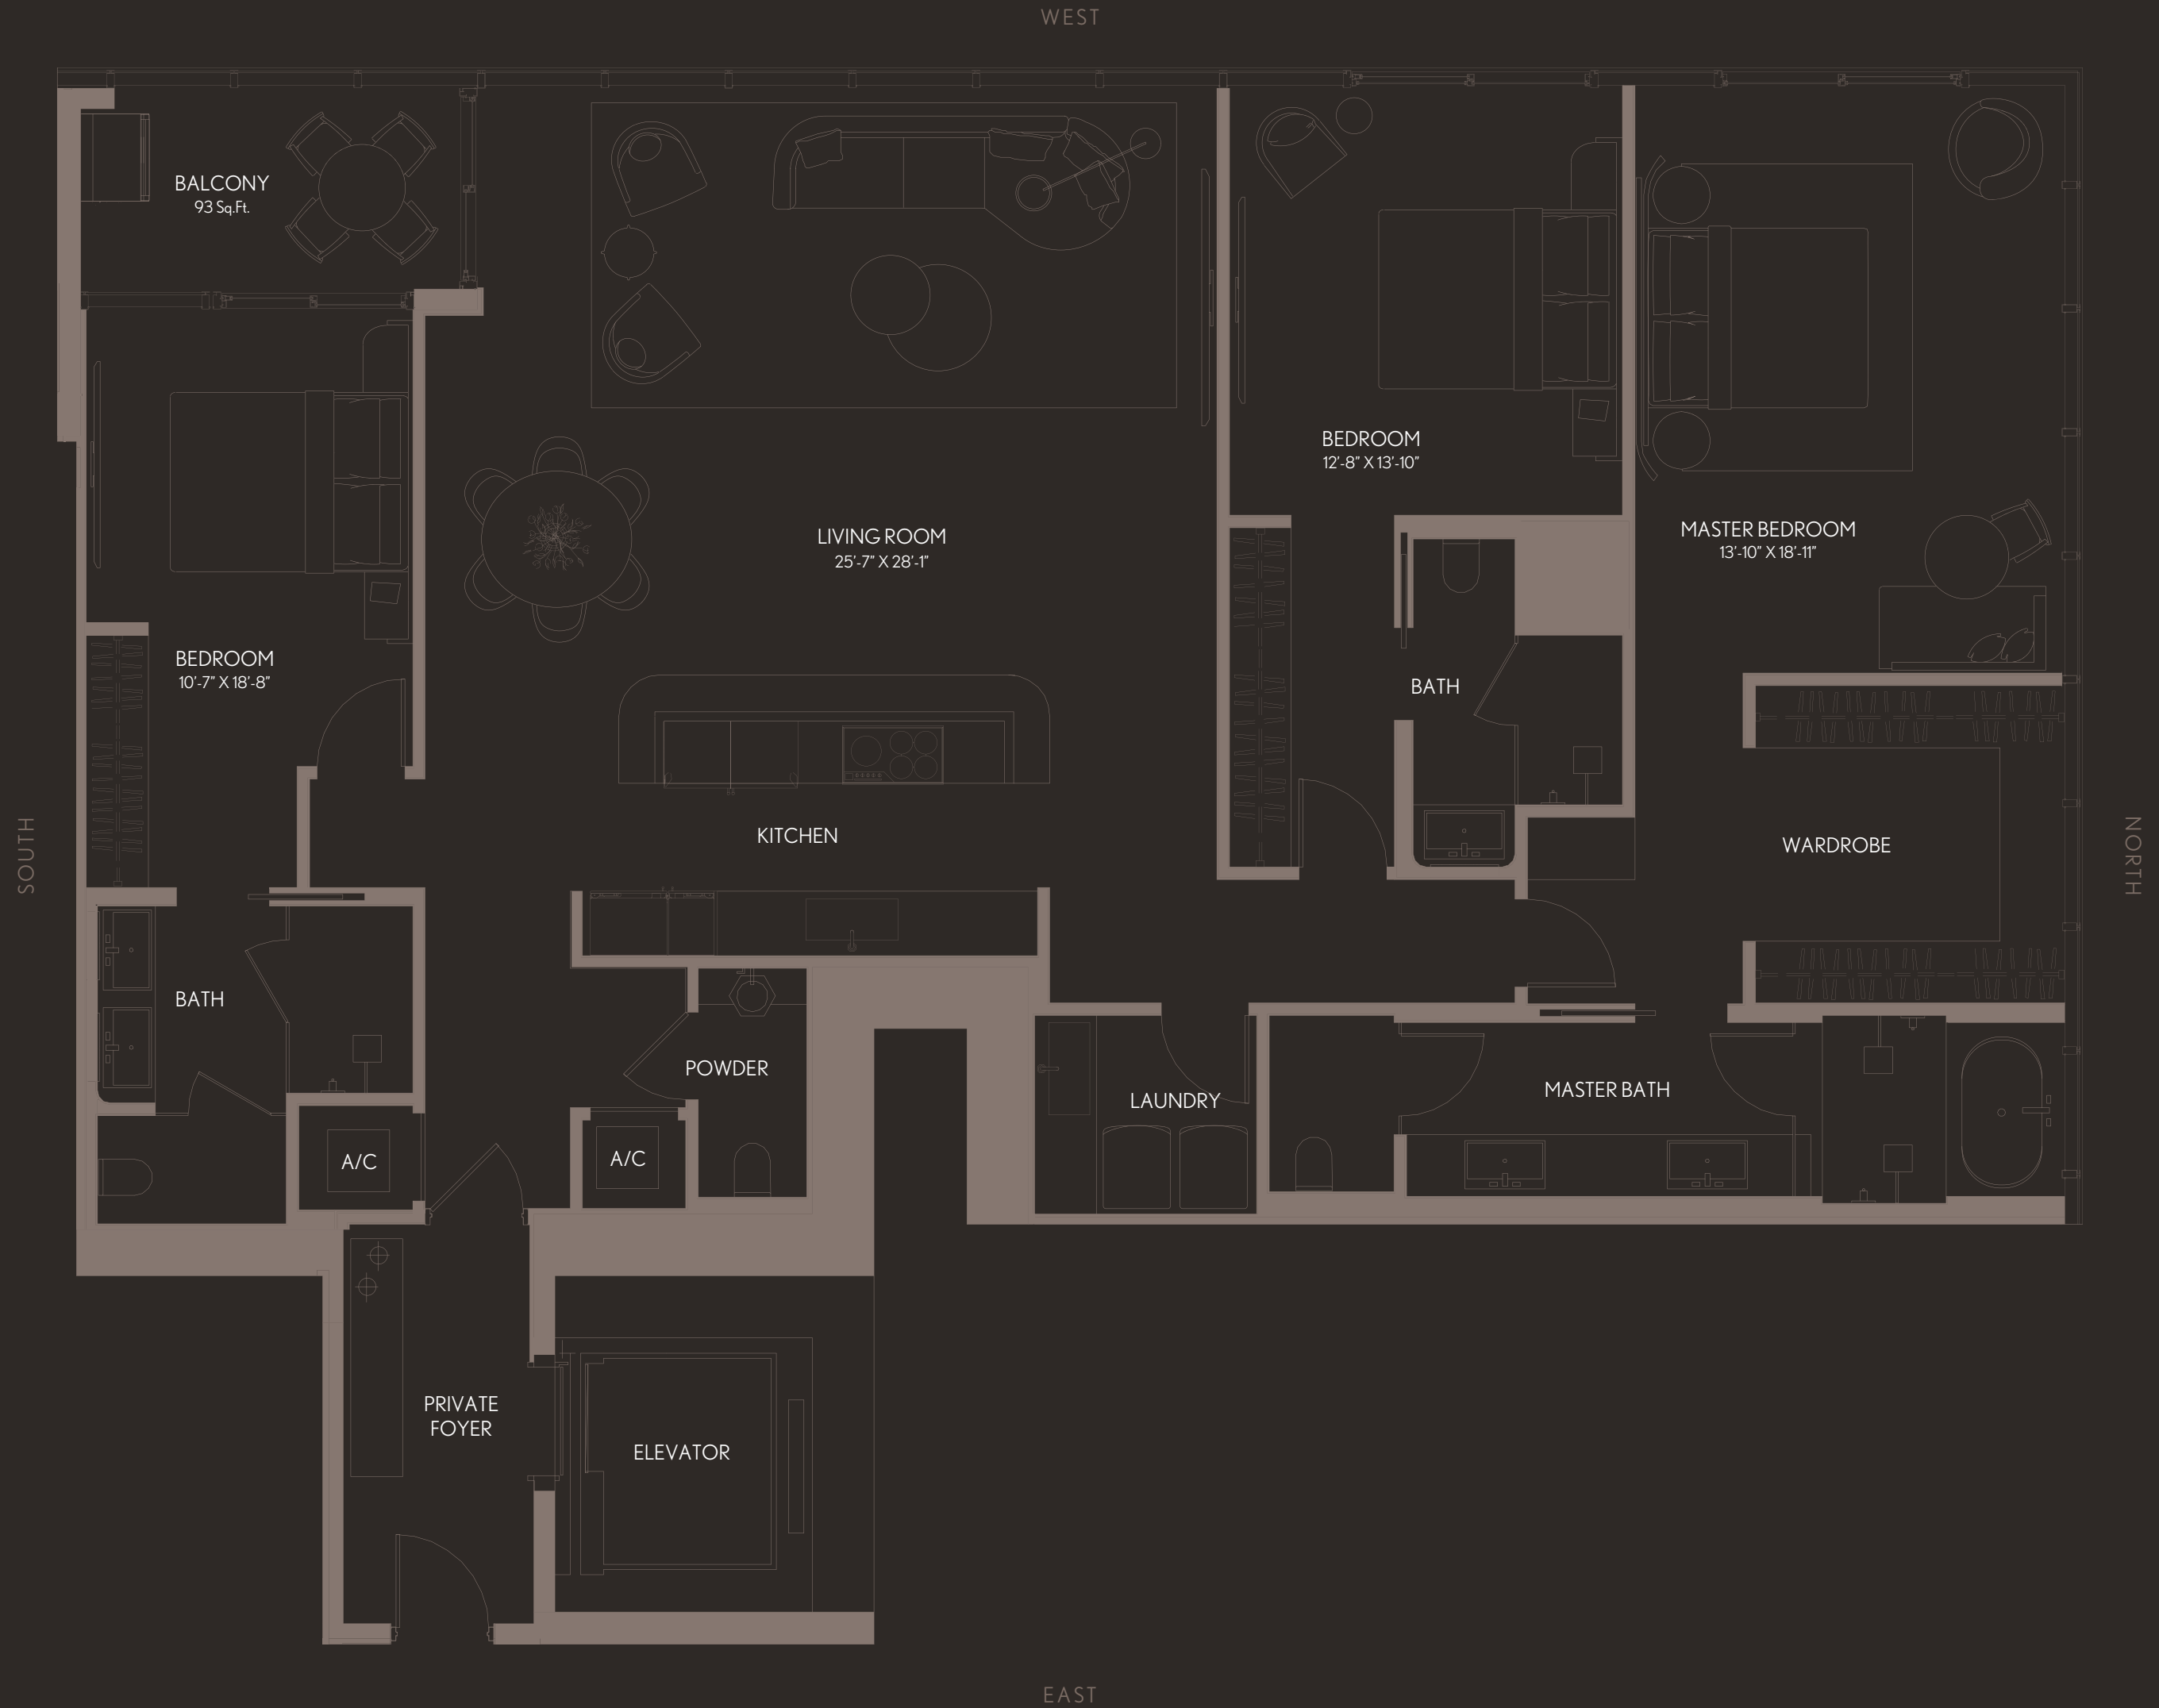 WEST
BALCONY
93 Sq.Ft.
BEDROOM
12'-8" X 13'-10"
LIVING ROOM
25'-7" X 28'-1"
MASTER BEDROOM
13'-10" X 18'-11"
BEDROOM
10'-7" X 18'-8"
BATH
KITCHEN
WARDROBE
SOUTH
NORTH
BATH
POWDER
LAUNDRY
MASTER BATH
A/C
A/C
PRIVATE
FOYER
ELEVATOR
EAST